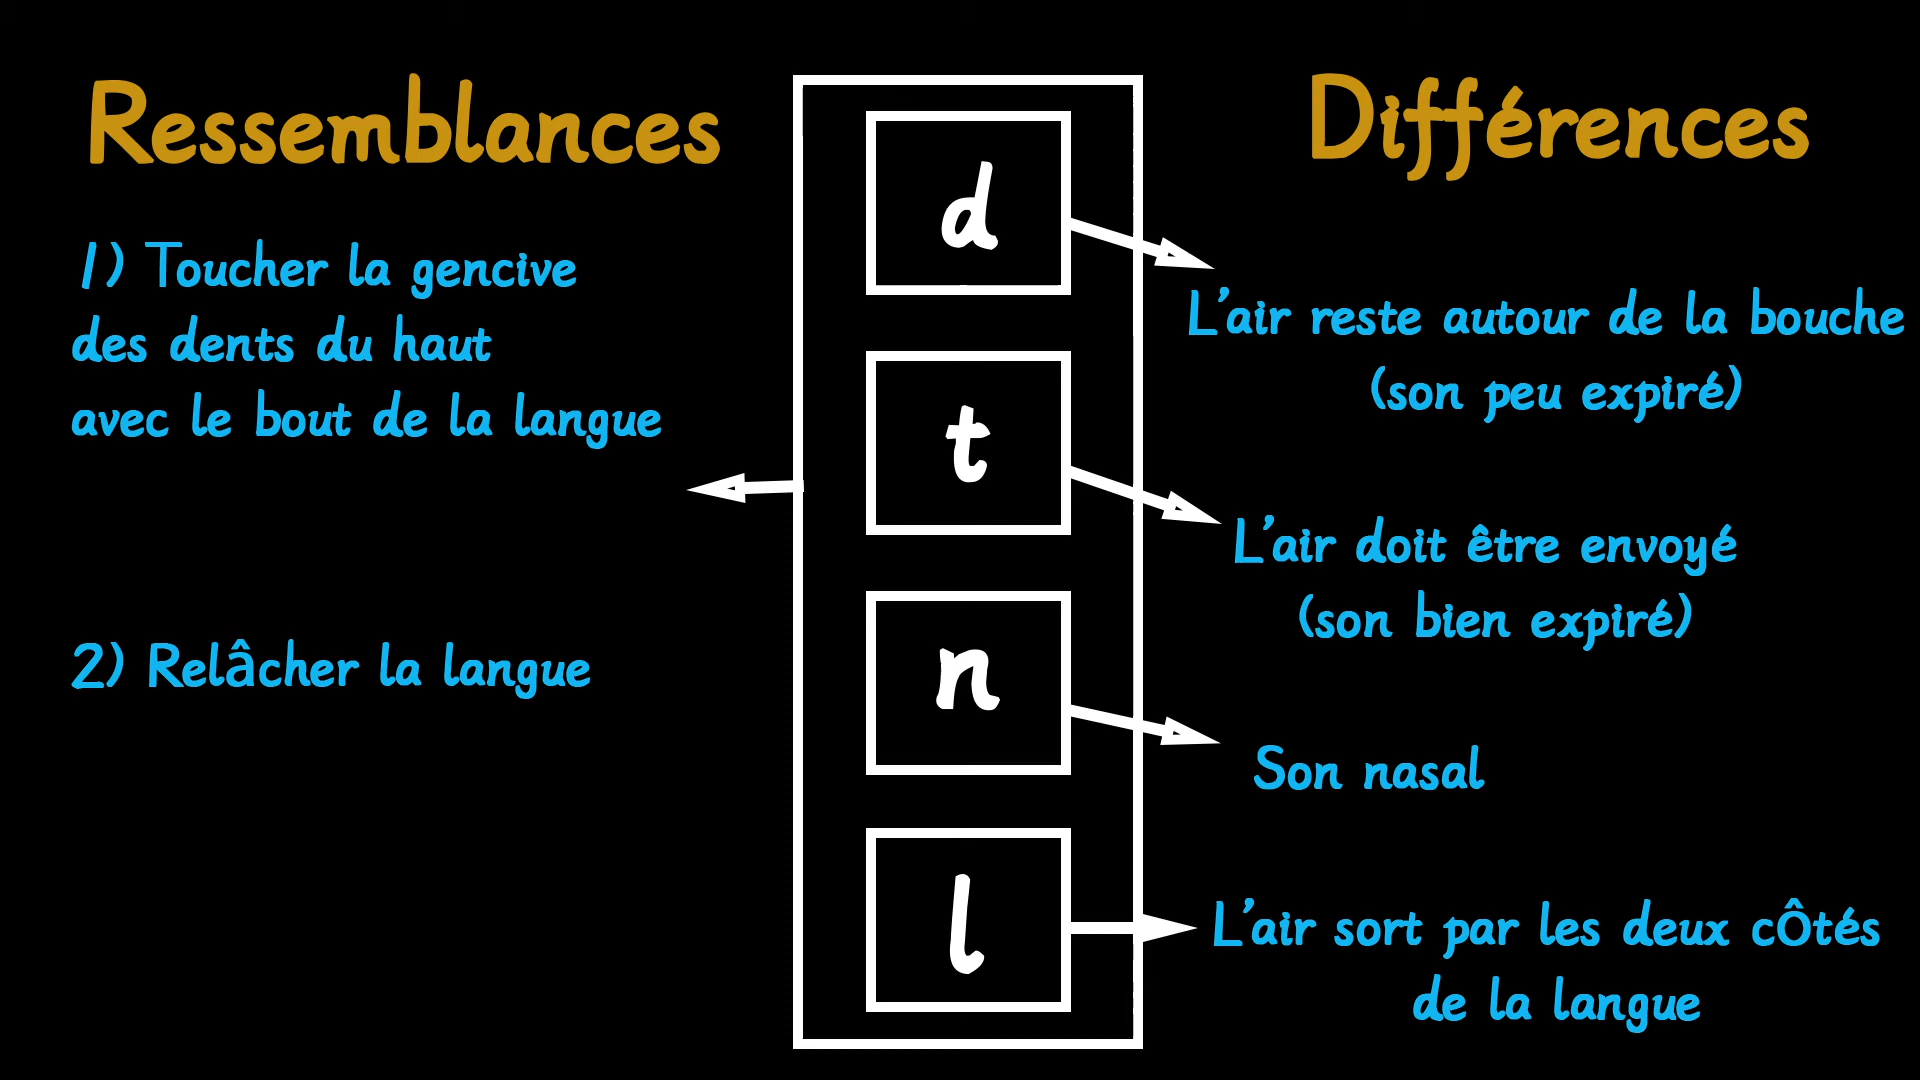 Ressemblances
1) Toucher la gencive
des dents du haut
avec le bout de la langue
2) Relâcher la langue
d
t
n
l
Différences
L'air reste autour de la bouche
(son peu expiré)
L'air doit être envoyé
(son bien expiré)
Son nasal
L'air sort par les deux côtés
de la langue